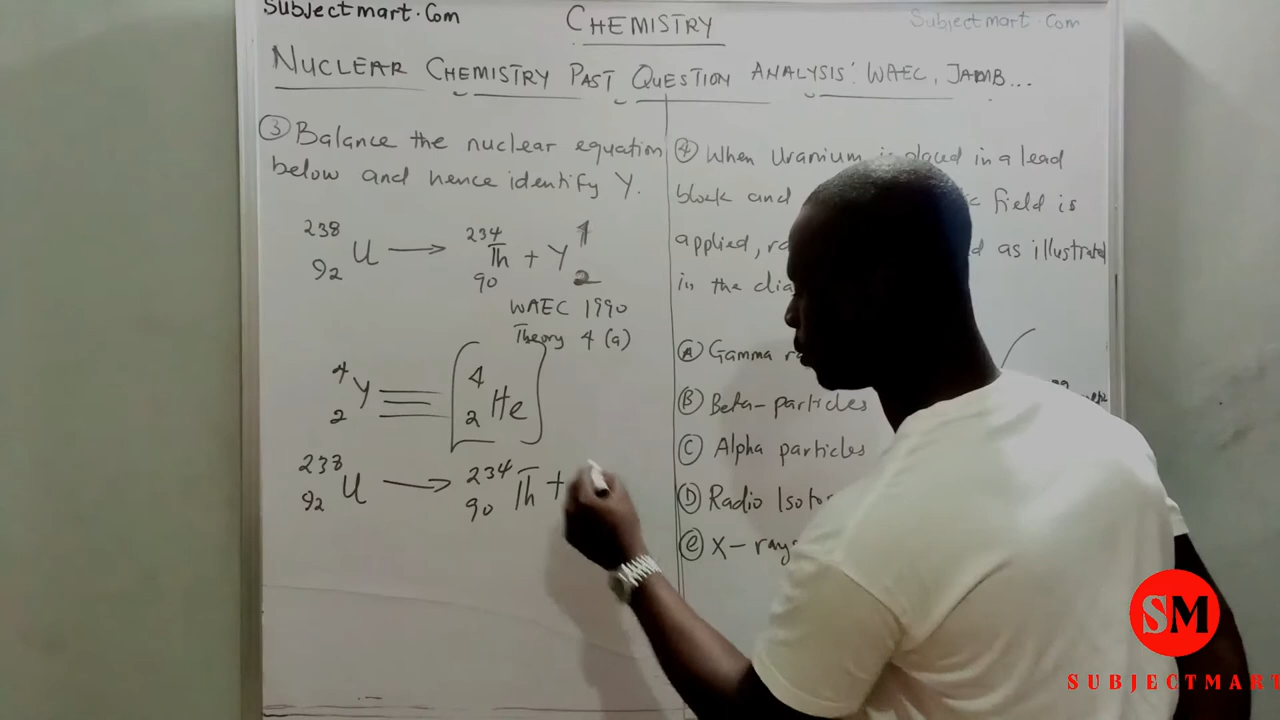 Subjectmart.Com
CHEMISTRY
Subjectmart.Com
NUCLEAR CHEMISTRY PAST QUESTION ANALYSIS: WAEC, JAMB...
③ Balance the nuclear equation
below and hence identify Y.
238 92 U → 234 90 Th + Y
2
WAEC 1990
Theory 4 (a)
4 2 Y ≡ 4 2 He
238 92 U → 234 90 Th +
④ When Uranium is placed in a lead
block and field is
applied, as illustrated
in the
Ⓐ Gamma
Ⓑ Beta-particles
Ⓒ Alpha particles
Ⓓ Radio
ⓔ X-rays
SM
SUBJECTMART